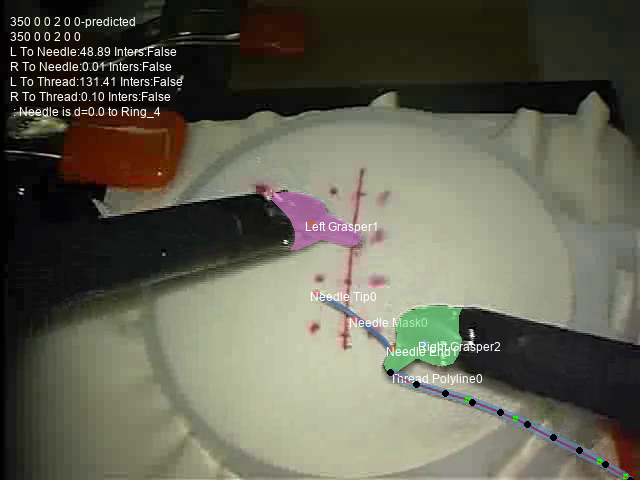 350 0 0 2 0 0-predicted
350 0 0 2 0 0
L To Needle:48.89 Inters:False
R To Needle:0.01 Inters:False
L To Thread:131.41 Inters:False
R To Thread:0.10 Inters:False
: Needle is d=0.0 to Ring_4
Left Grasper1
Needle Tip0
Needle Mask0
Right Grasper2
Needle End1
Thread Polyline0